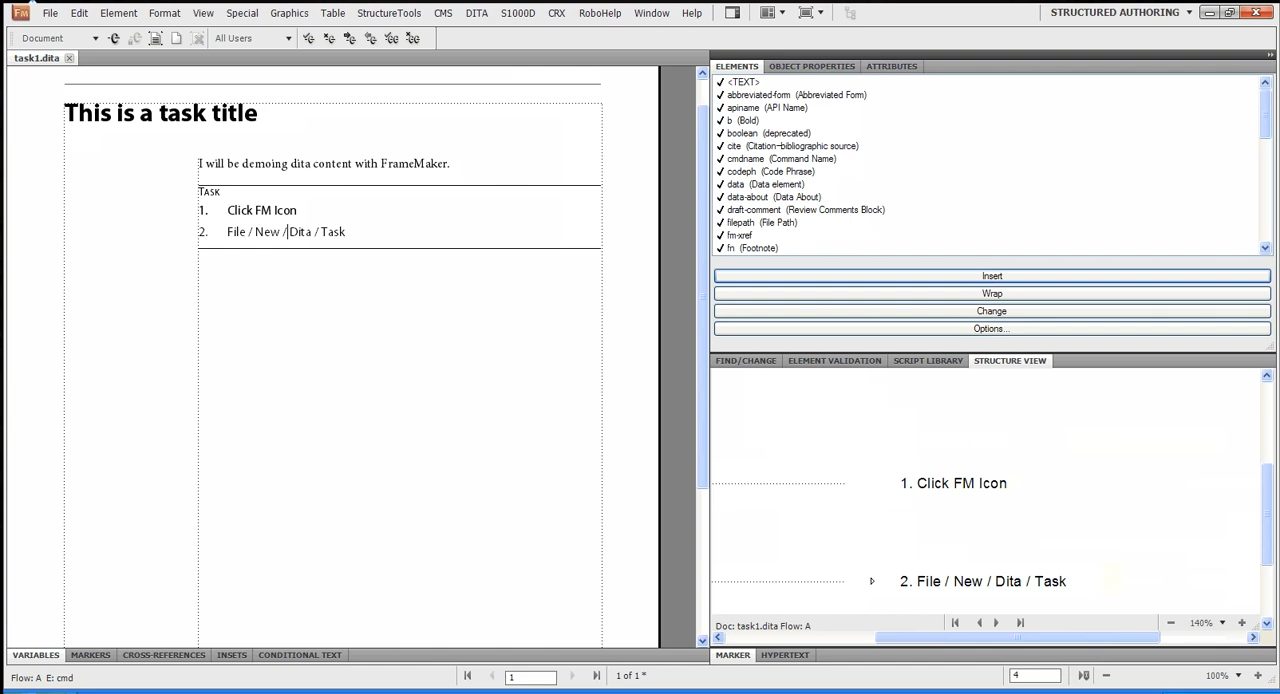 Fm File Edit Element Format View Special Graphics Table StructureTools CMS DITA S1000D CRX RoboHelp Window Help STRUCTURED AUTHORING
Document All Users
task1.dita
This is a task title
I will be demoing dita content with FrameMaker.
TASK
1. Click FM Icon
2. File / New / Dita / Task
ELEMENTS OBJECT PROPERTIES ATTRIBUTES
<TEXT>
abbreviated-form (Abbreviated Form)
apiname (API Name)
b (Bold)
boolean (deprecated)
cite (Citation-bibliographic source)
cmdname (Command Name)
codeph (Code Phrase)
data (Data element)
data-about (Data About)
draft-comment (Review Comments Block)
filepath (File Path)
fm-xref
fn (Footnote)
Insert
Wrap
Change
Options...
FIND/CHANGE ELEMENT VALIDATION SCRIPT LIBRARY STRUCTURE VIEW
1. Click FM Icon
2. File / New / Dita / Task
Doc: task1.dita Flow: A 140%
VARIABLES MARKERS CROSS-REFERENCES INSETS CONDITIONAL TEXT MARKER HYPERTEXT
Flow: A E: cmd 1 1 of 1 * 4 100%